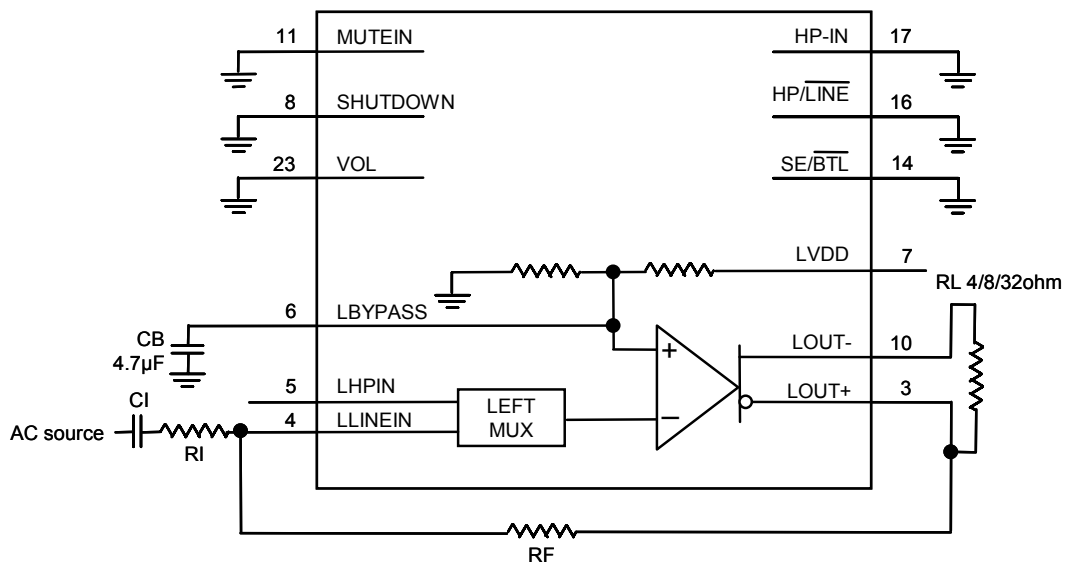 11 MUTEIN
HP-IN 17
8 SHUTDOWN
HP/LINE 16
23 VOL
SE/BTL 14
LVDD 7
RL 4/8/32ohm
6 LBYPASS
CB
4.7µF
LOUT- 10
5 LHPIN
LOUT+ 3
CI
LEFT
MUX
4 LLINEIN
AC source
RI
RF
+
−